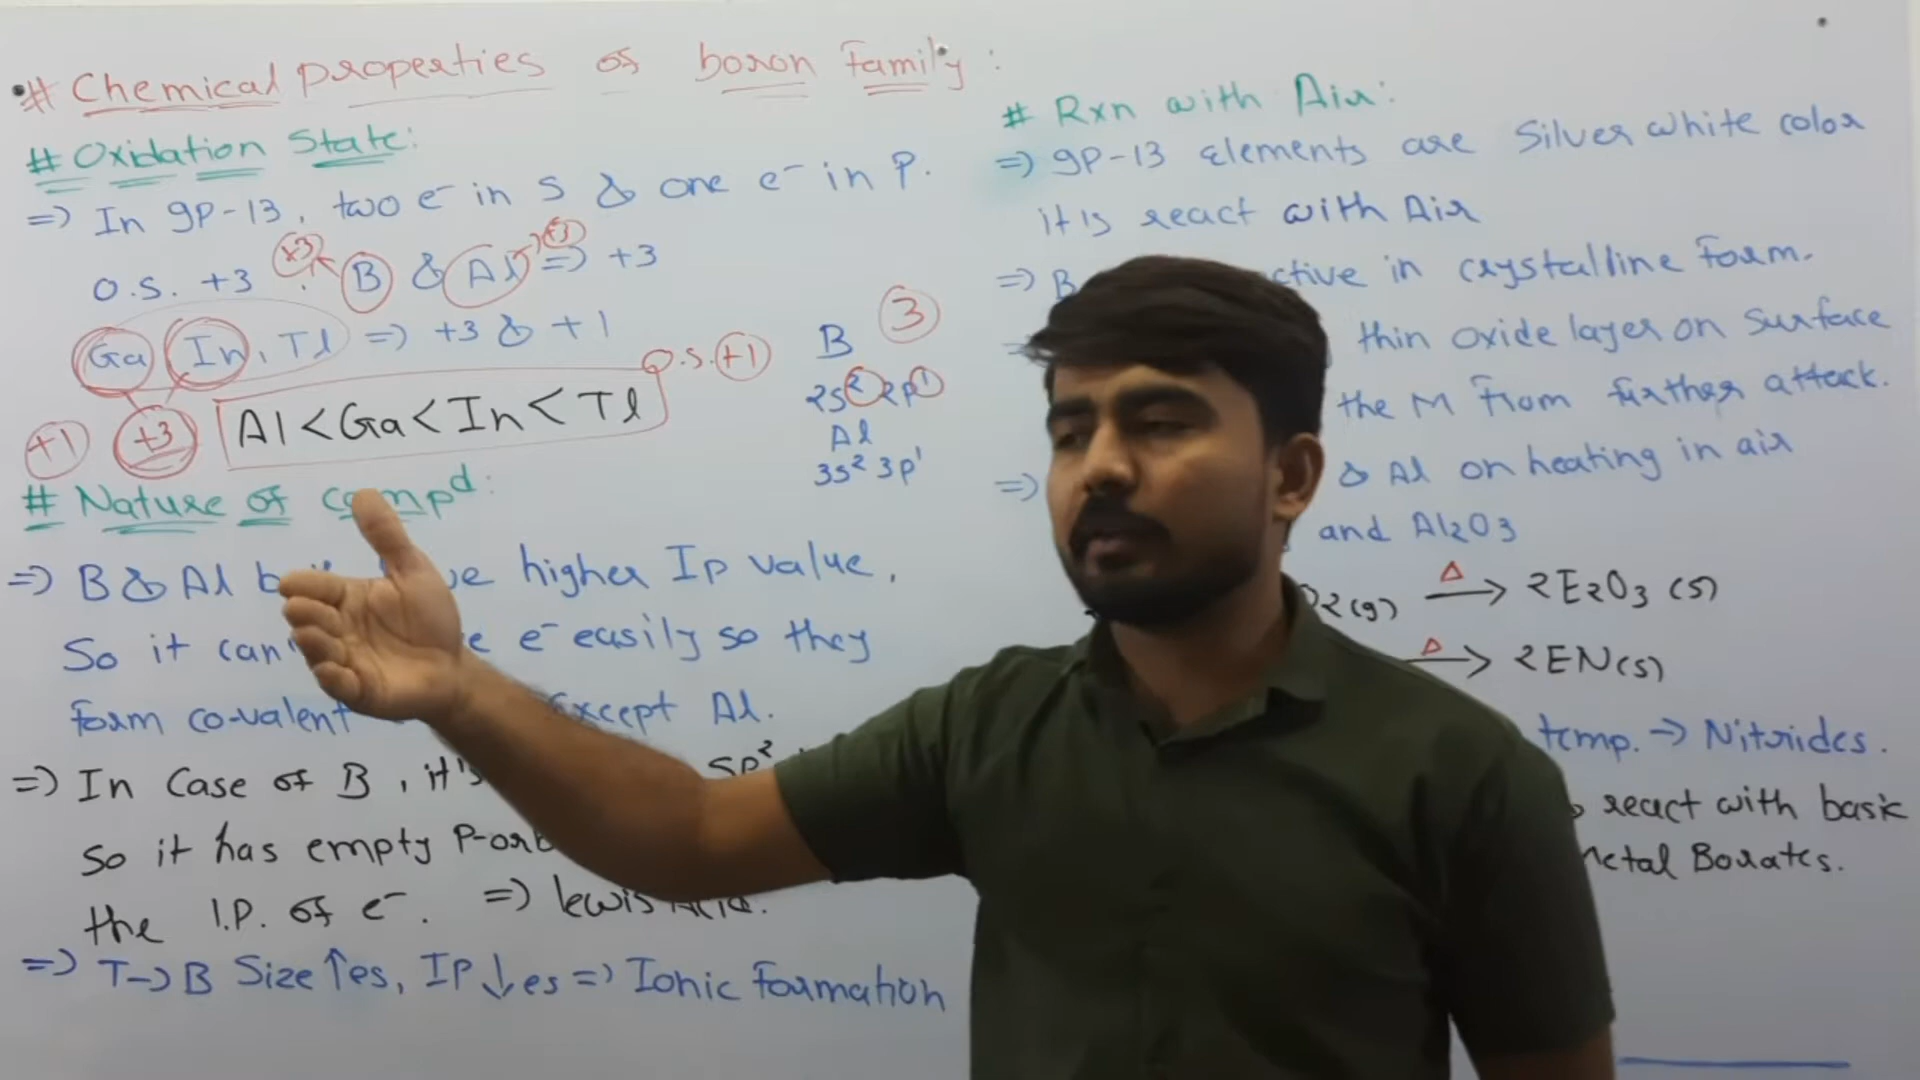 # Chemical properties of boron family:
# Oxidation State:
=> In gp-13, two e⁻ in S & one e⁻ in P.
O.S. +3 +3 B & Al +3 => +3
Ga, In, Tl => +3 & +1
+1 +3 Al < Ga < In < Tl O.S. +1
B 3
2s² 2p¹
Al
3s² 3p¹
# Nature of compd:
=> B & Al higher Ip value,
So it can e⁻ easily so they
form co-valent Except Al.
=> In Case of B, it's sp²
So it has empty P-
the I.P. of e⁻. => lewis Acid.
=> T->B Size ↑es, IP ↓es => Ionic formation
# Rxn with Air:
=> gp-13 elements are Silver white color
it is react with Air
=> B in crystalline form.
thin oxide layer on surface
the M from further attack.
=> & Al on heating in air
and Al2O3
2(g) Δ → 2E2O3 (s)
Δ → 2EN(s)
temp. -> Nitrides.
react with basic
Metal Borates.